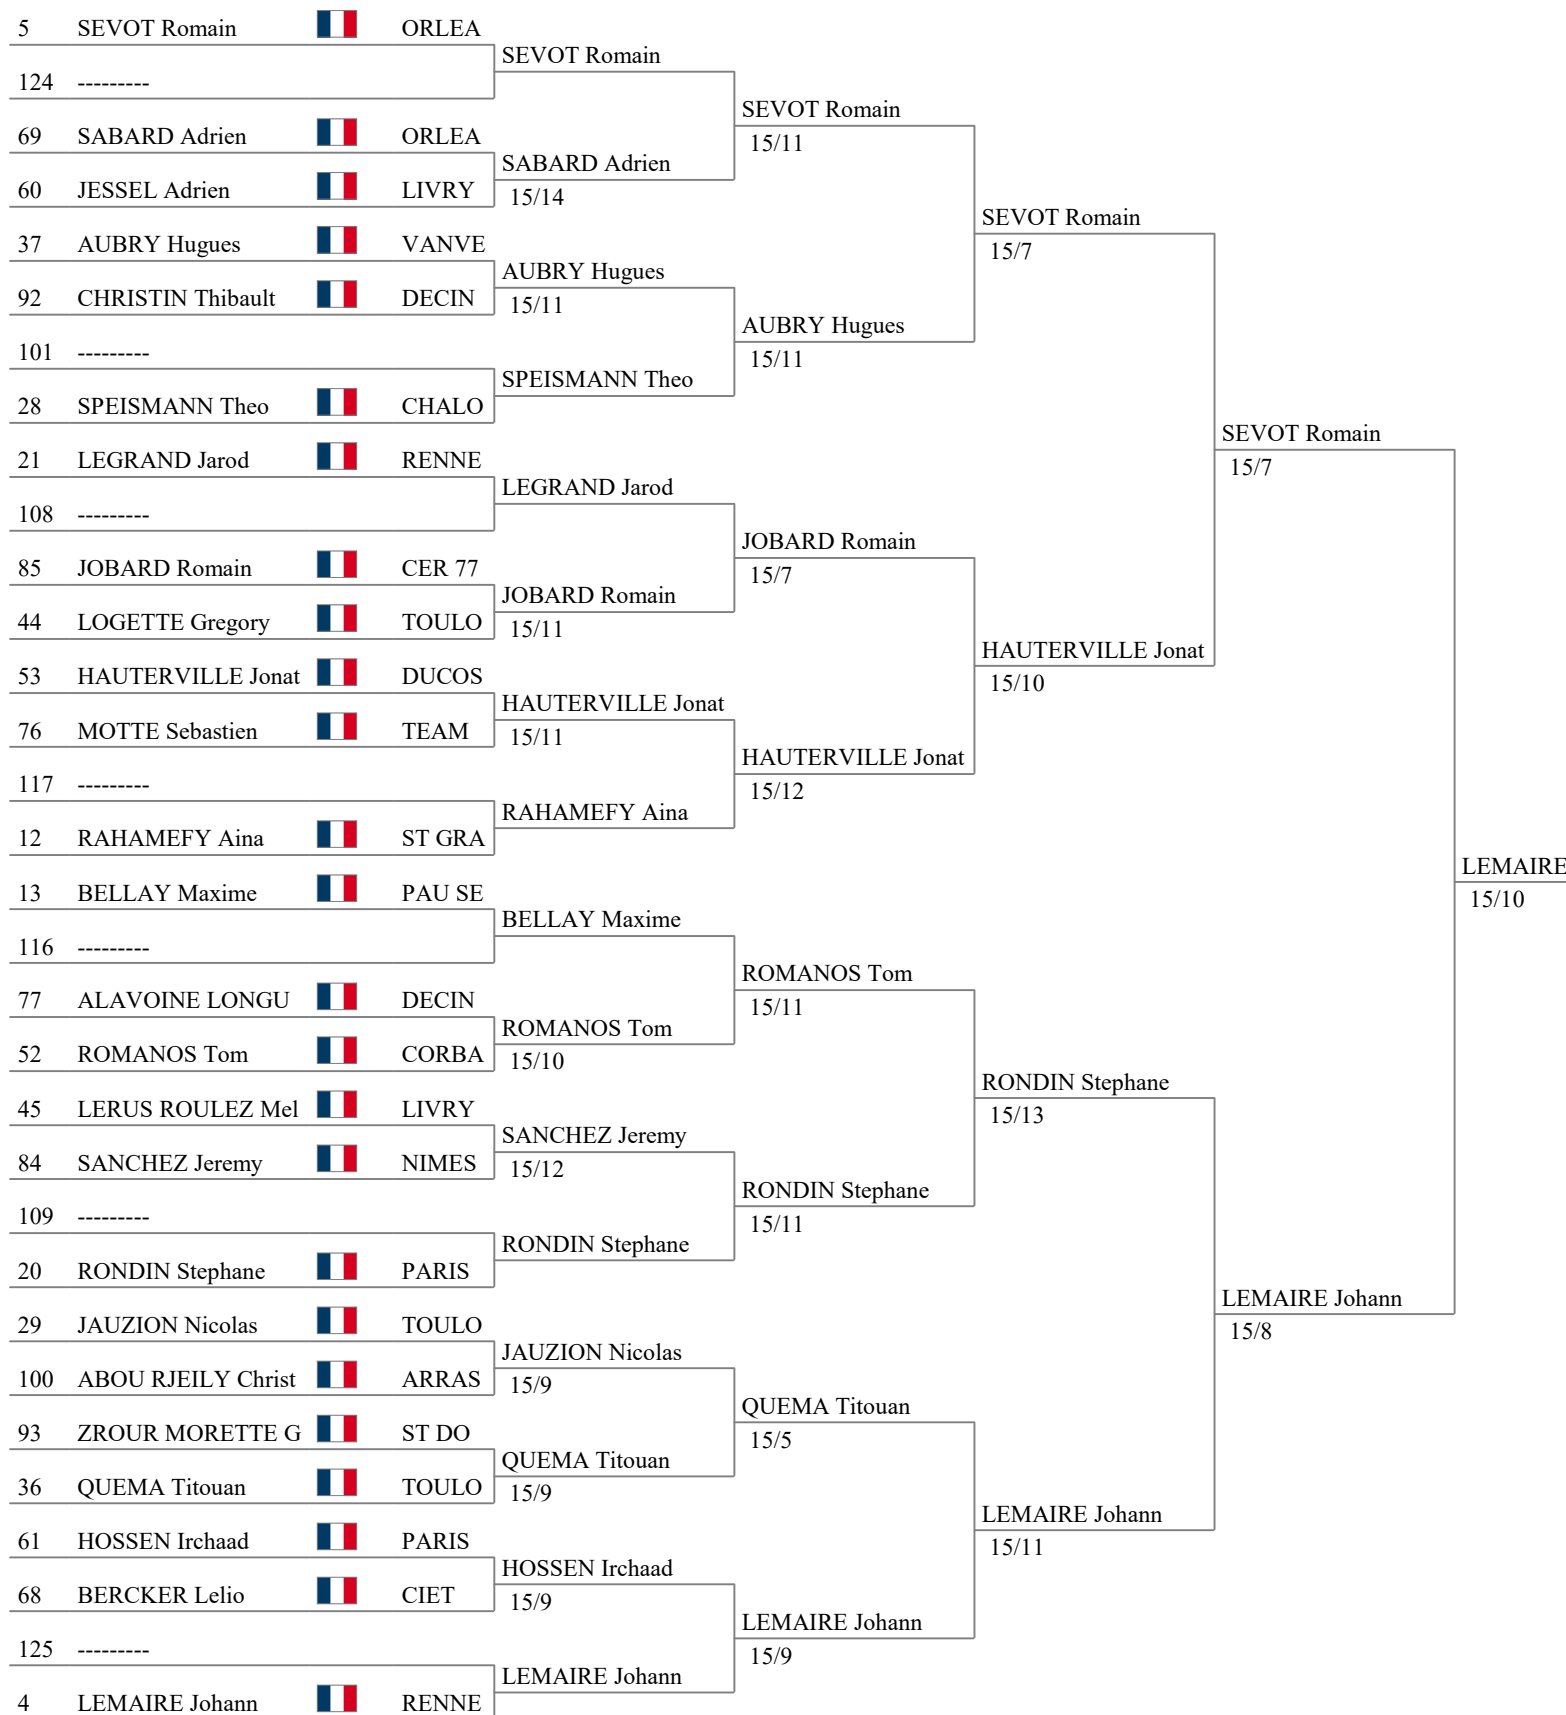 5 SEVOT Romain ORLEA
124 ---------
69 SABARD Adrien ORLEA
60 JESSEL Adrien LIVRY
37 AUBRY Hugues VANVE
92 CHRISTIN Thibault DECIN
101 ---------
28 SPEISMANN Theo CHALO
21 LEGRAND Jarod RENNE
108 ---------
85 JOBARD Romain CER 77
44 LOGETTE Gregory TOULO
53 HAUTERVILLE Jonat DUCOS
76 MOTTE Sebastien TEAM
117 ---------
12 RAHAMEFY Aina ST GRA
13 BELLAY Maxime PAU SE
116 ---------
77 ALAVOINE LONGU DECIN
52 ROMANOS Tom CORBA
45 LERUS ROULEZ Mel LIVRY
84 SANCHEZ Jeremy NIMES
109 ---------
20 RONDIN Stephane PARIS
29 JAUZION Nicolas TOULO
100 ABOU RJEILY Christ ARRAS
93 ZROUR MORETTE G ST DO
36 QUEMA Titouan TOULO
61 HOSSEN Irchaad PARIS
68 BERCKER Lelio CIET
125 ---------
4 LEMAIRE Johann RENNE
SEVOT Romain
SABARD Adrien
15/14
AUBRY Hugues
15/11
SPEISMANN Theo
LEGRAND Jarod
JOBARD Romain
15/11
HAUTERVILLE Jonat
15/11
RAHAMEFY Aina
BELLAY Maxime
ROMANOS Tom
15/10
SANCHEZ Jeremy
15/12
RONDIN Stephane
JAUZION Nicolas
15/9
QUEMA Titouan
15/9
HOSSEN Irchaad
15/9
LEMAIRE Johann
SEVOT Romain
15/11
AUBRY Hugues
15/11
JOBARD Romain
15/7
HAUTERVILLE Jonat
15/12
ROMANOS Tom
15/11
RONDIN Stephane
15/11
QUEMA Titouan
15/5
LEMAIRE Johann
15/9
SEVOT Romain
15/7
HAUTERVILLE Jonat
15/10
RONDIN Stephane
15/13
LEMAIRE Johann
15/11
SEVOT Romain
15/7
LEMAIRE Johann
15/8
LEMAIRE
15/10